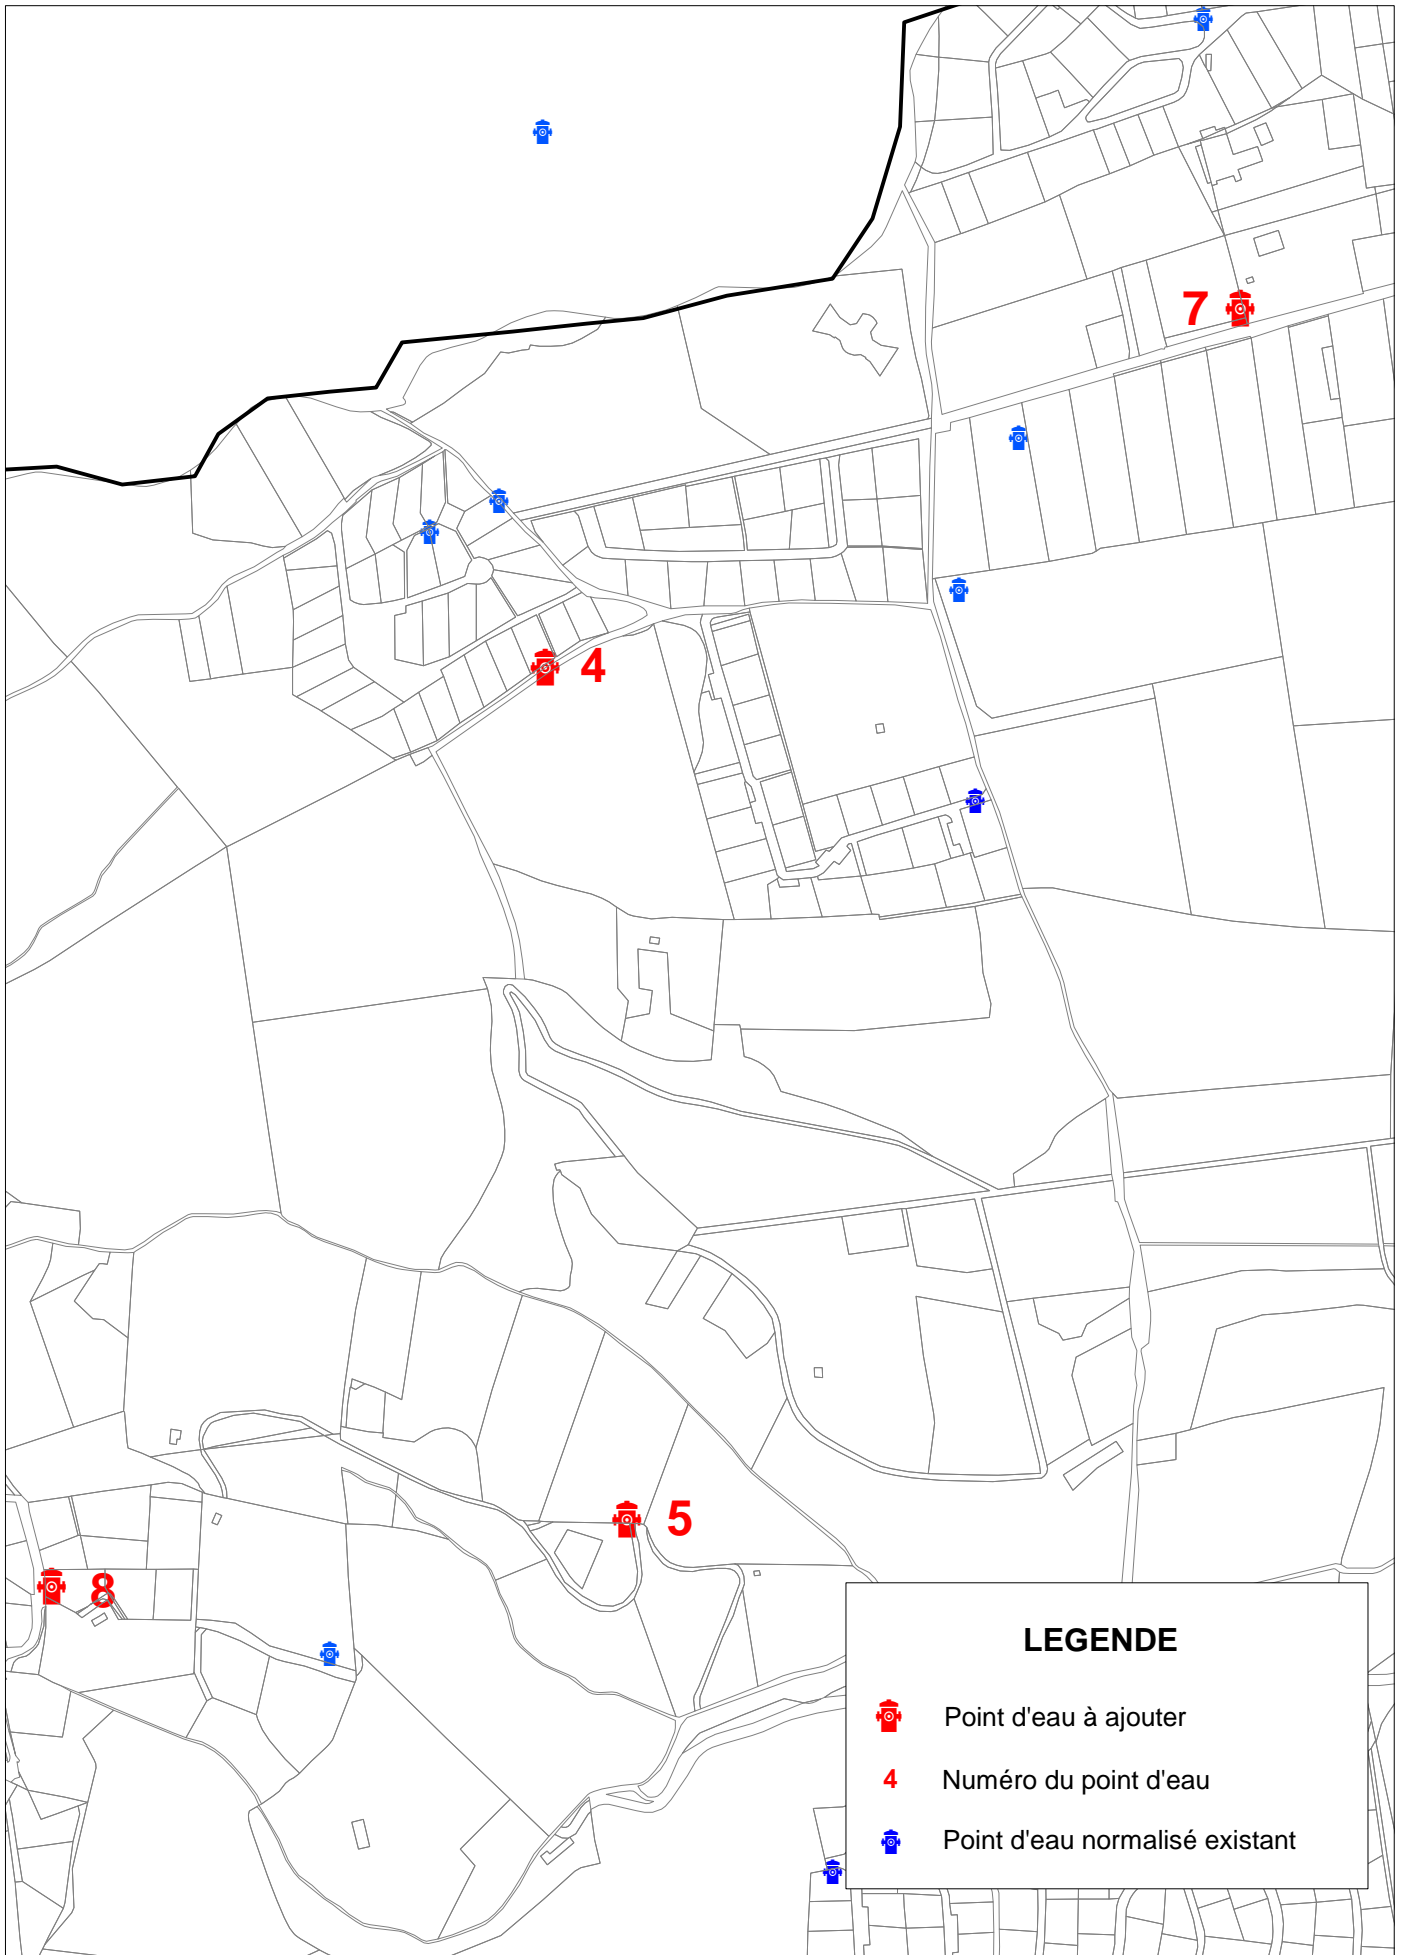 7
4
5
8
LEGENDE
Point d'eau à ajouter
4 Numéro du point d'eau
Point d'eau normalisé existant